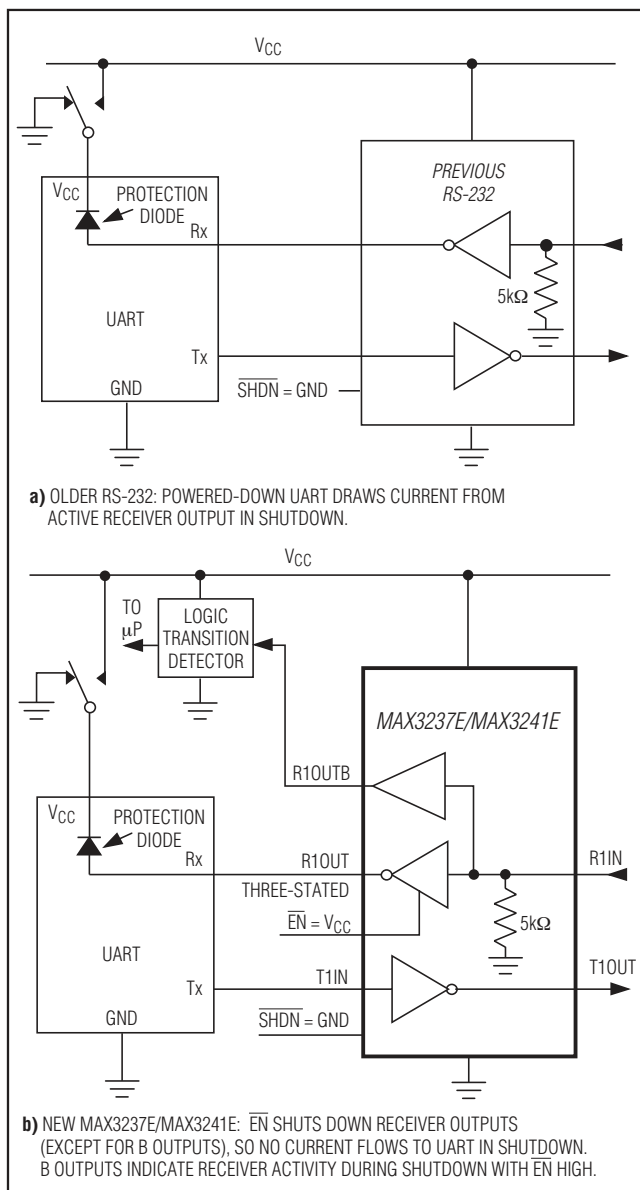 VCC
VCC
PROTECTION
DIODE
Rx
PREVIOUS
RS-232
5kΩ
UART
Tx
GND
SHDN = GND
a) OLDER RS-232: POWERED-DOWN UART DRAWS CURRENT FROM
ACTIVE RECEIVER OUTPUT IN SHUTDOWN.
VCC
TO
μP
LOGIC
TRANSITION
DETECTOR
MAX3237E/MAX3241E
R1OUTB
VCC
PROTECTION
DIODE
Rx
R1OUT
R1IN
THREE-STATED
EN = VCC
5kΩ
UART
Tx
T1IN
T1OUT
GND
SHDN = GND
b) NEW MAX3237E/MAX3241E: EN SHUTS DOWN RECEIVER OUTPUTS
(EXCEPT FOR B OUTPUTS), SO NO CURRENT FLOWS TO UART IN SHUTDOWN.
B OUTPUTS INDICATE RECEIVER ACTIVITY DURING SHUTDOWN WITH EN HIGH.